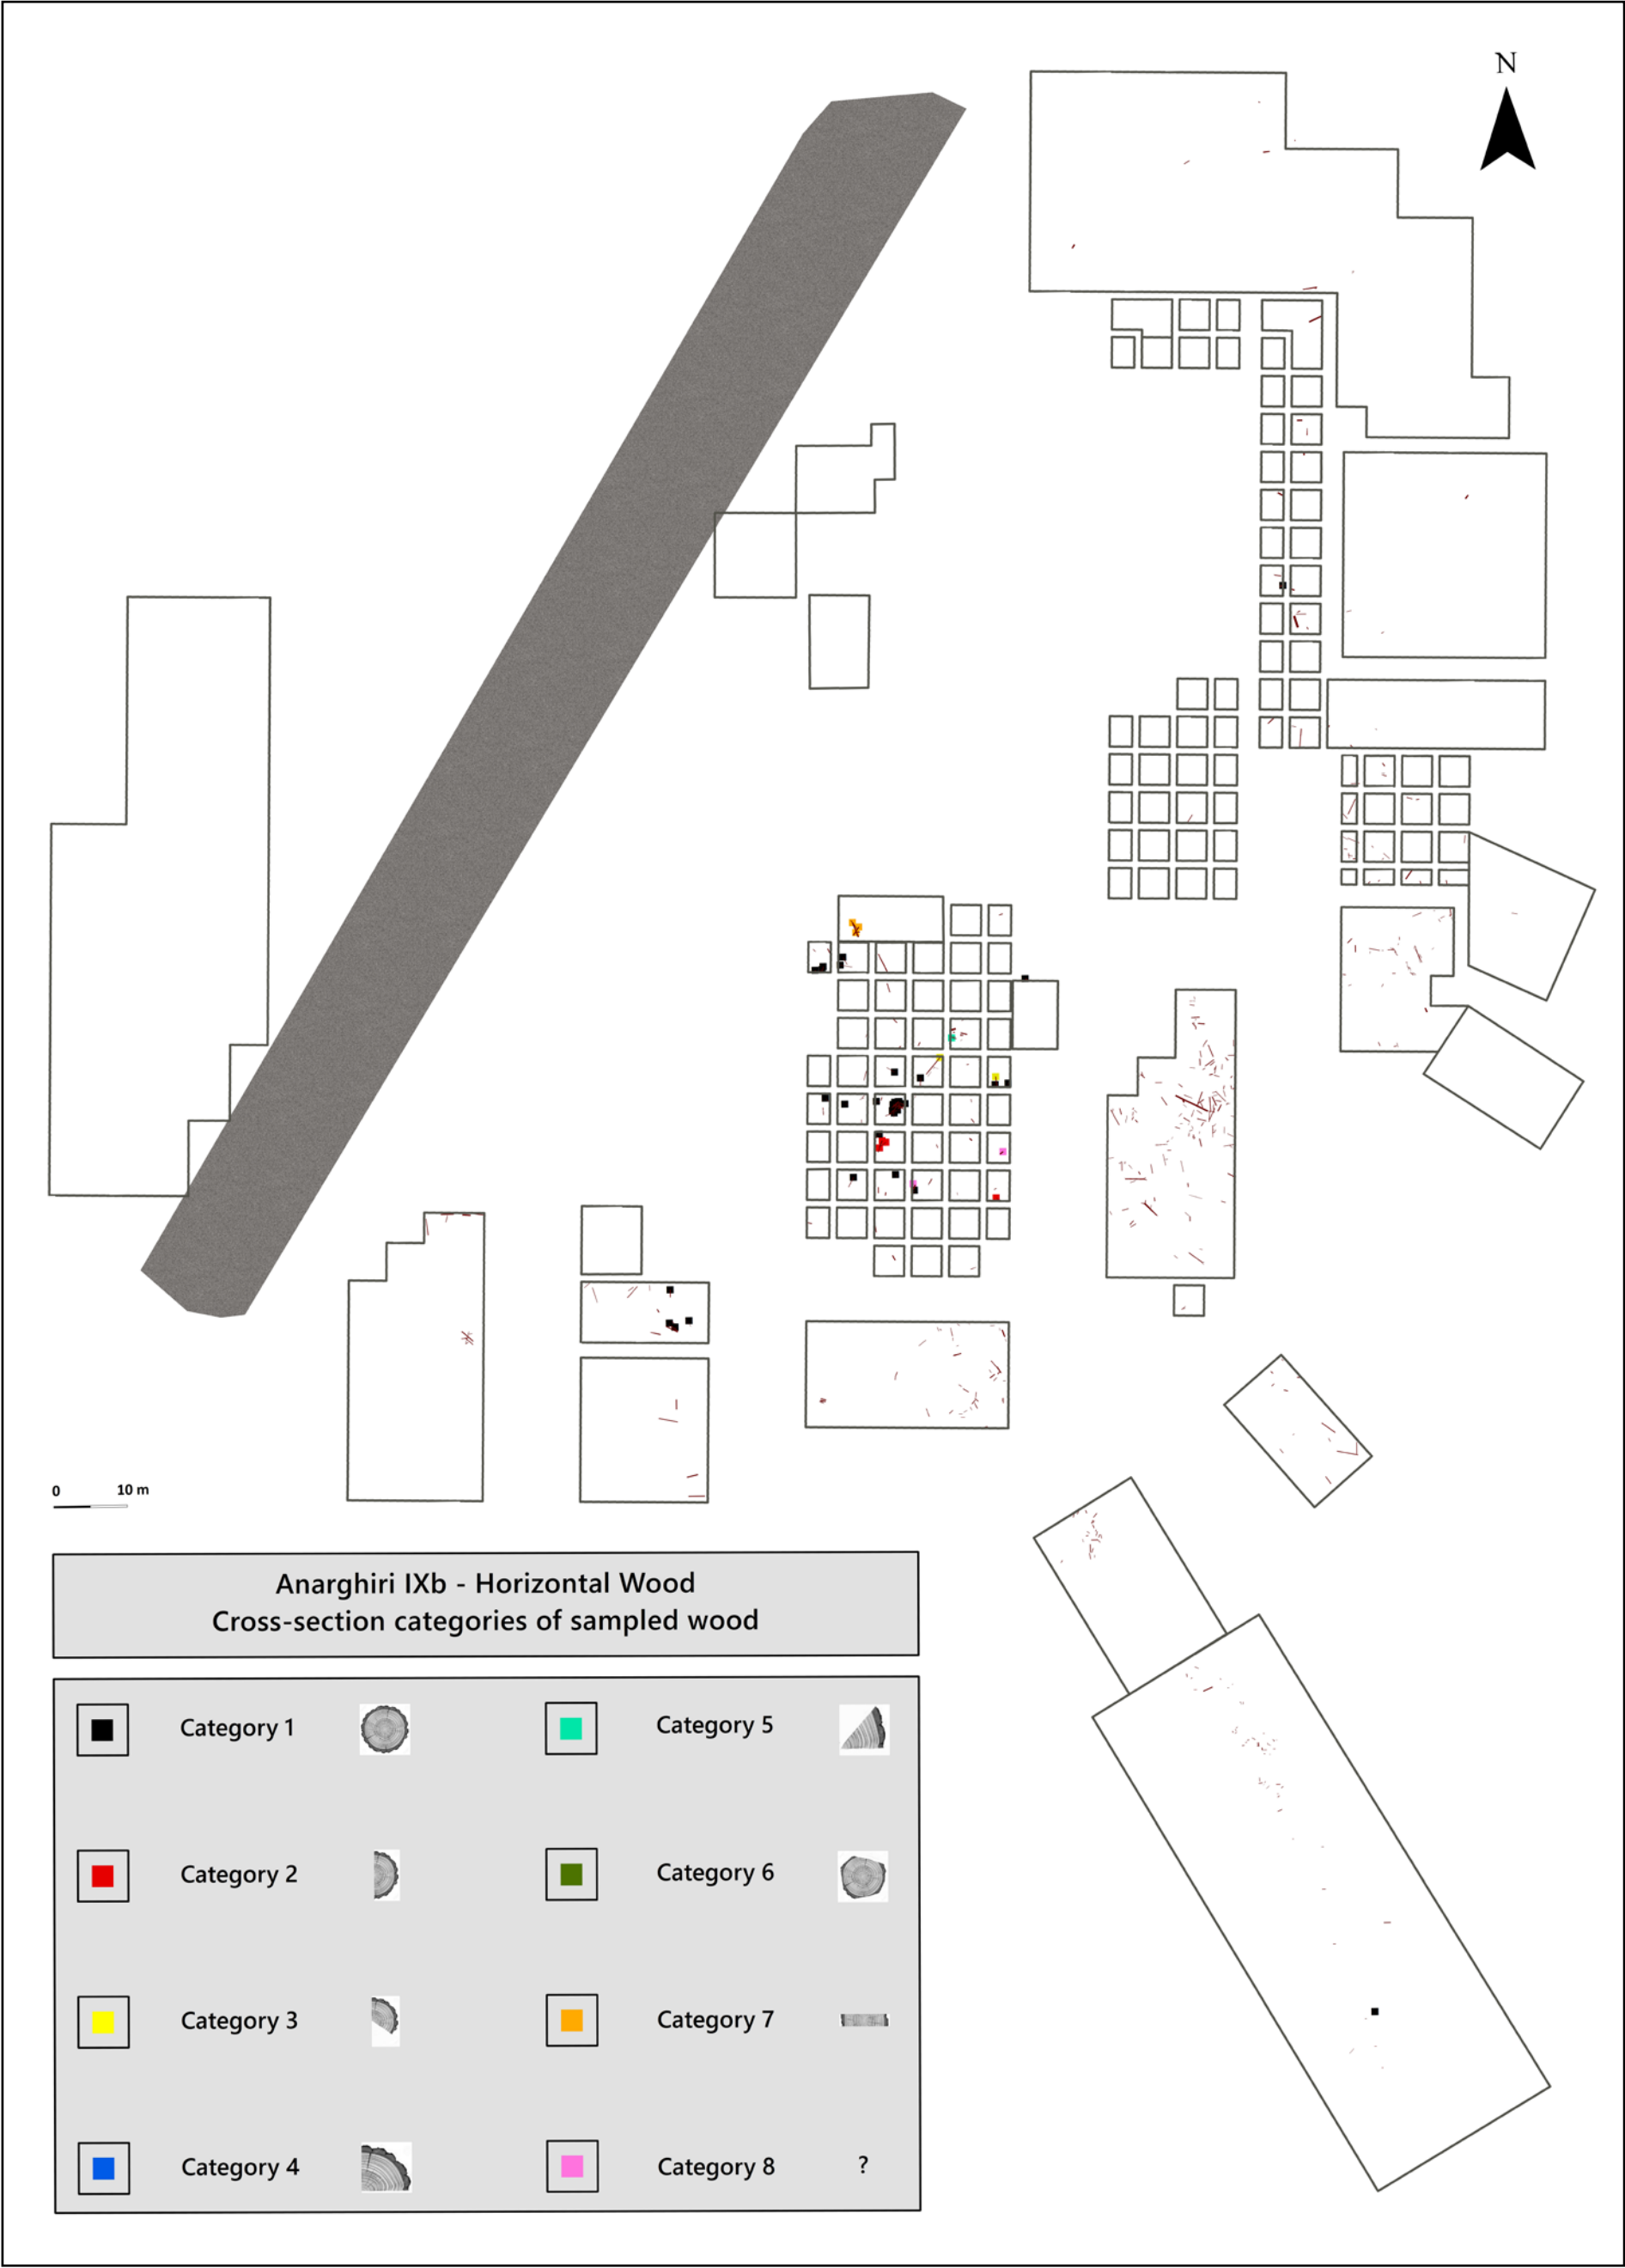 N
0 10 m
Anarghiri IXb - Horizontal Wood
Cross-section categories of sampled wood
Category 1
Category 5
Category 2
Category 6
Category 3
Category 7
Category 4
Category 8 ?